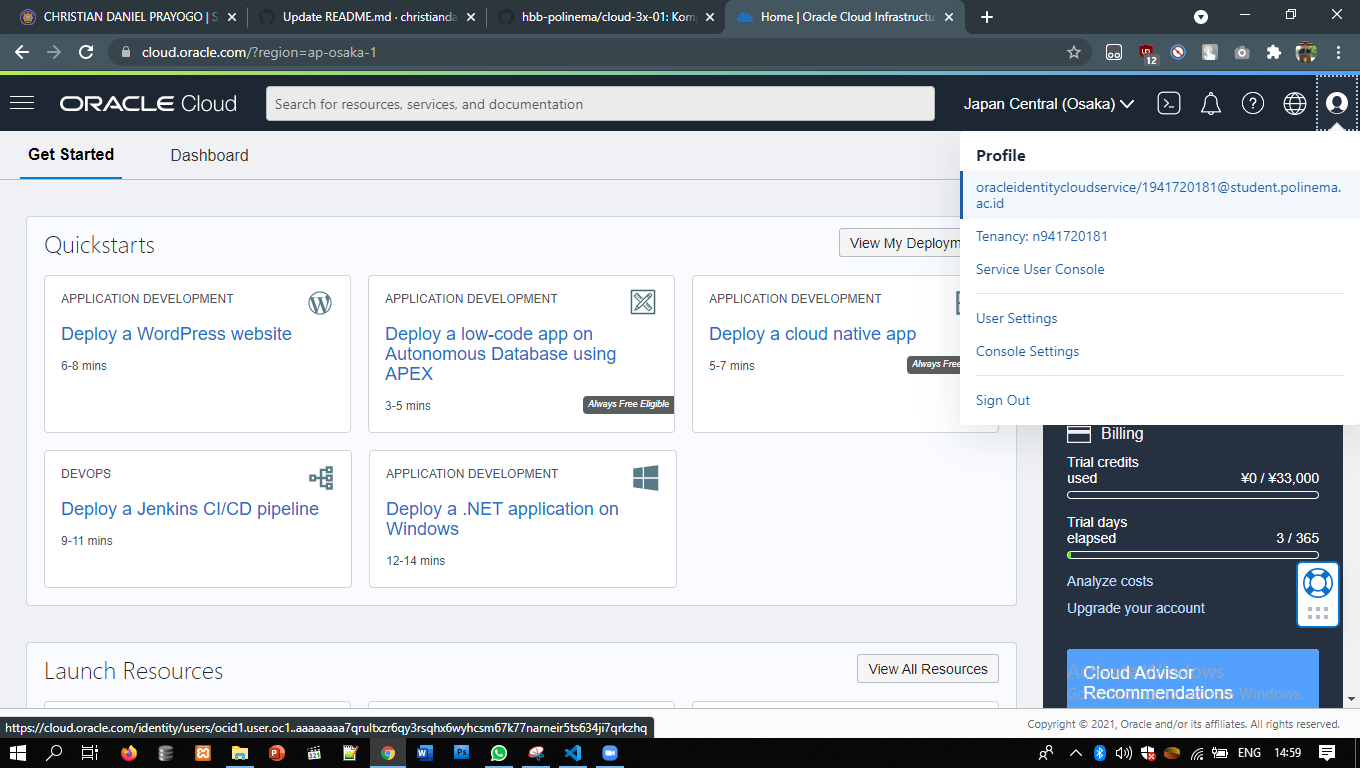 CHRISTIAN DANIEL PRAYOGO | S
Update README.md · christianda
hbb-polinema/cloud-3x-01: Komp
Home | Oracle Cloud Infrastructu
cloud.oracle.com/?region=ap-osaka-1
12
ORACLE Cloud
Search for resources, services, and documentation
Japan Central (Osaka)
Get Started
Dashboard
Profile
oracleidentitycloudservice/1941720181@student.polinema.
ac.id
Tenancy: n941720181
Service User Console
User Settings
Console Settings
Sign Out
Quickstarts
View My Deploym
APPLICATION DEVELOPMENT
Deploy a WordPress website
6-8 mins
APPLICATION DEVELOPMENT
Deploy a low-code app on
Autonomous Database using
APEX
3-5 mins
Always Free Eligible
APPLICATION DEVELOPMENT
Deploy a cloud native app
5-7 mins
Always Free
DEVOPS
Deploy a Jenkins CI/CD pipeline
9-11 mins
APPLICATION DEVELOPMENT
Deploy a .NET application on
Windows
12-14 mins
Billing
Trial credits
used
¥0 / ¥33,000
Trial days
elapsed
3 / 365
Analyze costs
Upgrade your account
Cloud Advisor
Recommendations
Launch Resources
View All Resources
https://cloud.oracle.com/identity/users/ocid1.user.oc1..aaaaaaaa7qrultxzr6qy3rsqhx6wyhcsm67k77narneir5ts634ji7qrkzhq
Copyright © 2021, Oracle and/or its affiliates. All rights reserved.
ENG
14:59